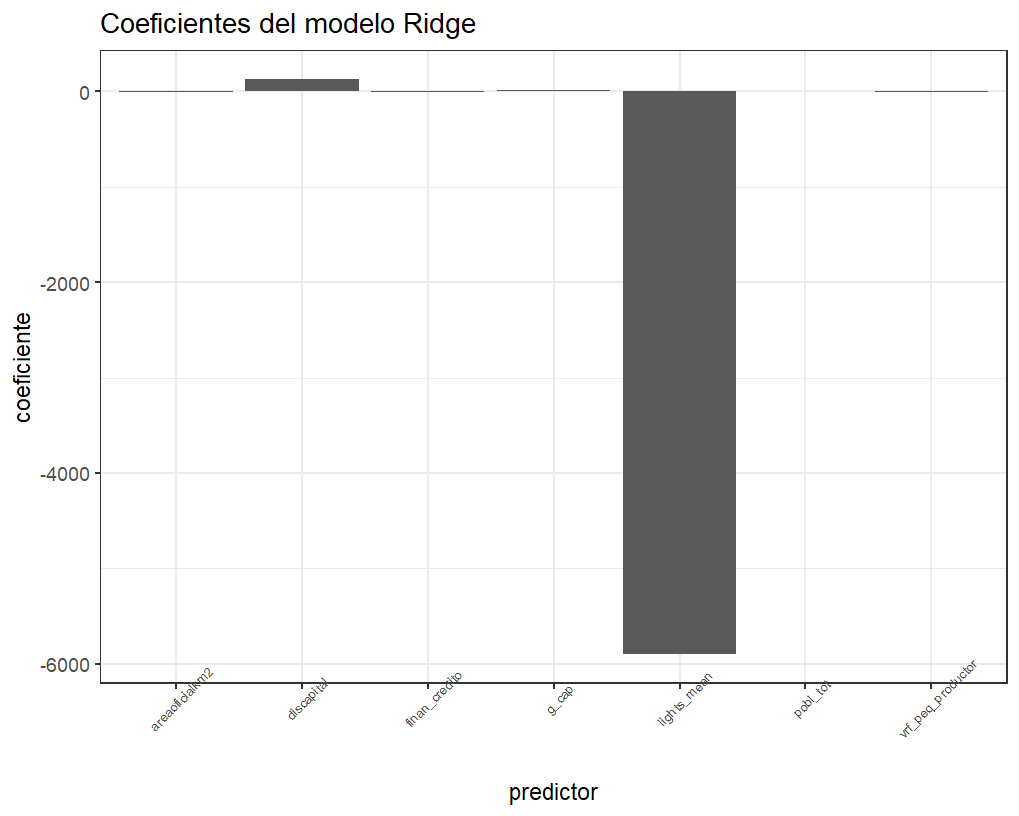 Coeficientes del modelo Ridge
0
-2000
-4000
-6000
coeficiente
areaoficialkm2
discapital
finan_credito
g_cap
lights_mean
pobl_tot
vrf_peq_productor
predictor